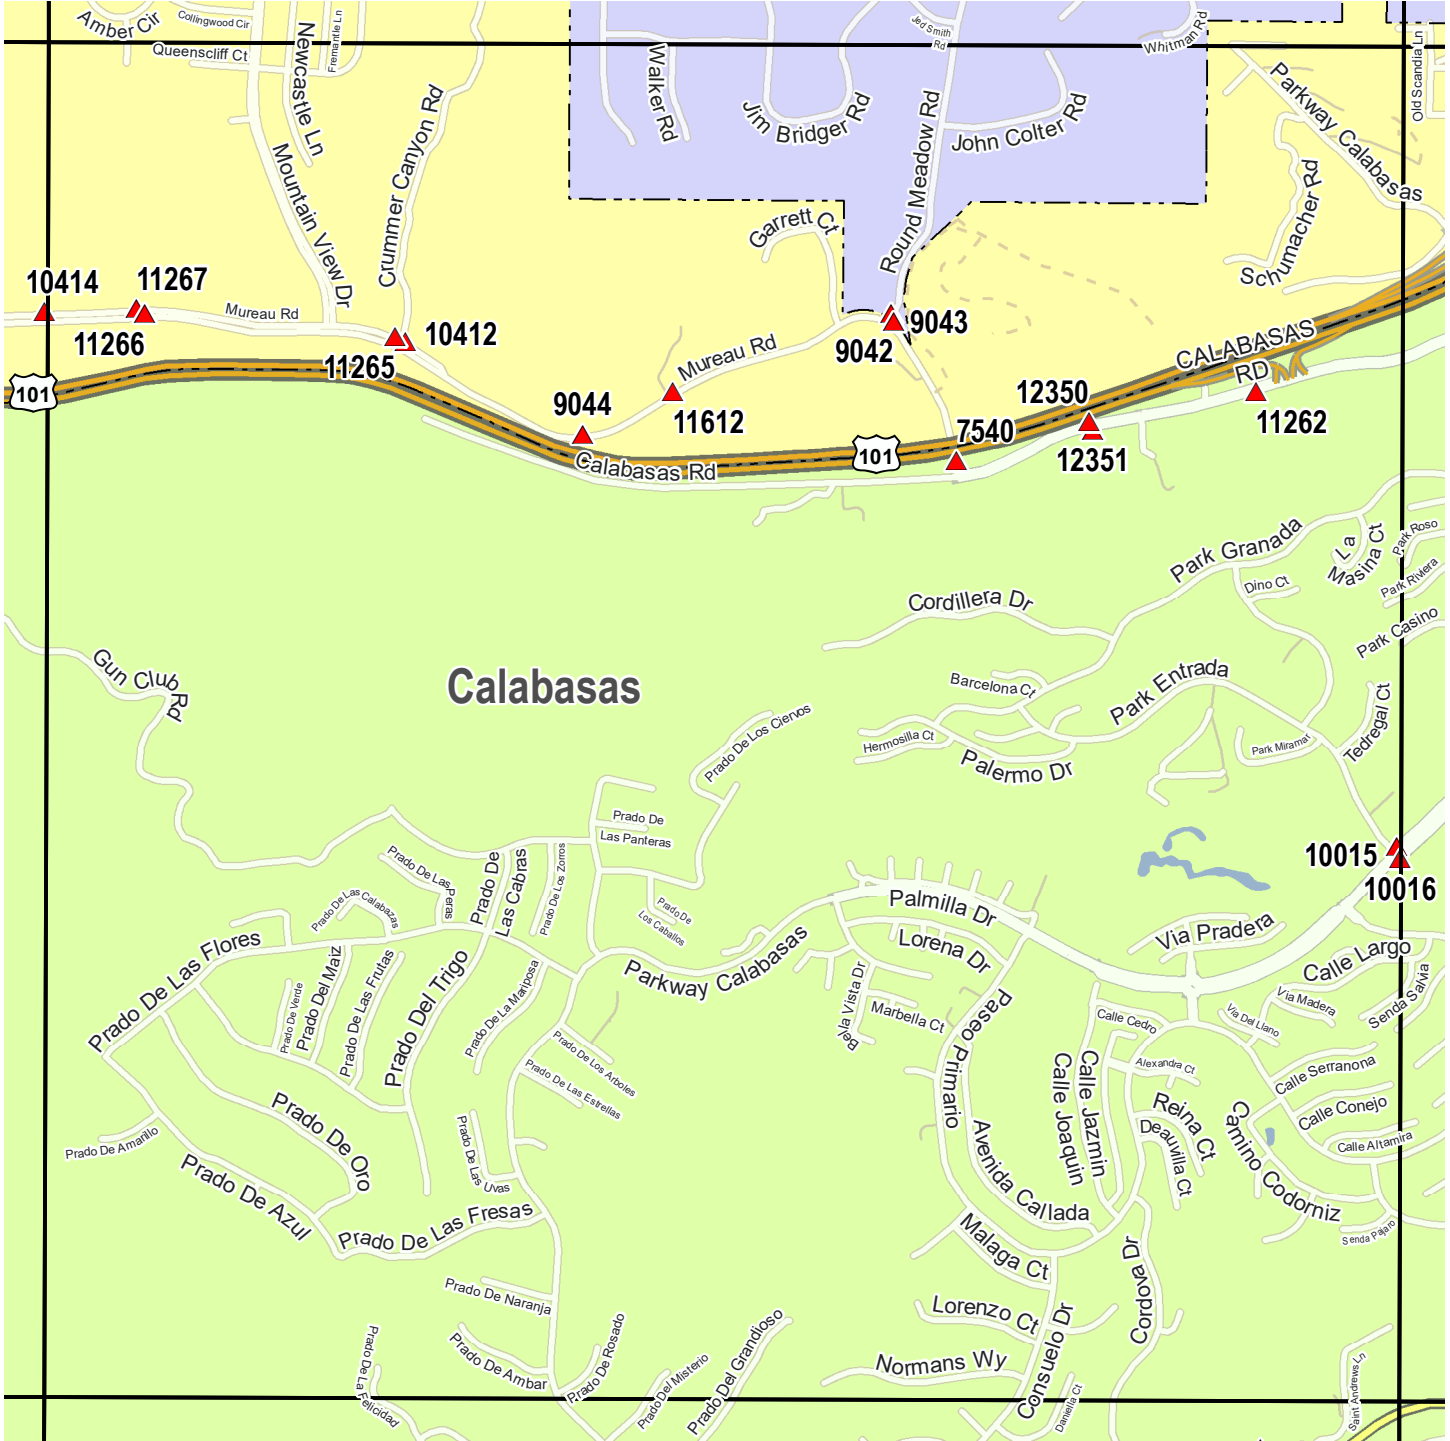 Amber Cir
Collingwood Cir
Queenscliff Ct
Newcastle Ln
Fremantle Ln
Mountain View Dr
Crummer Canyon Rd
Walker Rd
Jim Bridger Rd
Jed Smith
Rd
Round Meadow Rd
John Colter Rd
Whitman Rd
Parkway Calabasas
Old Scandia Ln
Schumacher Rd
Garrett Ct
10414
11267
11266
Mureau Rd
11265
10412
101
9044
11612
Mureau Rd
9042
9043
CALABASAS
RD
12350
7540
12351
11262
101
Calabasas Rd
Park Granada
La
Masina Ct
Park Roso
Park Riviera
Park Casino
Dino Ct
Cordillera Dr
Gun Club Rd
Calabasas
Barcelona Ct
Park Entrada
Tedregal Ct
Park Miramar
Hermosilla Ct
Palermo Dr
Prado De Los Ciervos
Prado De
Las Panteras
Prado De Las Peras
Prado De
Las Cabras
Prado De Los Zorros
Prado De Las Calabazas
Prado De
Los Caballos
10015
10016
Palmilla Dr
Lorena Dr
Via Pradera
Calle Largo
Prado De Las Flores
Prado De Verde
Prado Del Maiz
Prado De Las Frutas
Prado Del Trigo
Prado De La Mariposa
Parkway Calabasas
Bella Vista Dr
Marbella Ct
Paseo Primario
Via Madera
Via Del Llano
Senda Salvia
Calle Cedro
Alexandra Ct
Calle Serranona
Calle Conejo
Calle Altamira
Calle Jazmin
Calle Joaquin
Reina Ct
Deauvilla Ct
Camino Codorniz
Senda Pajaro
Prado De Los Arboles
Prado De Las Estrellas
Prado De Oro
Prado De Amarillo
Prado De Azul
Prado De Las Uvas
Prado De Las Fresas
Avenida Callada
Malaga Ct
Cordova Dr
Prado De Naranja
Prado De Ambar
Prado De Rosado
Prado De La Felicidad
Prado Del Misterio
Prado Del Grandioso
Lorenzo Ct
Normans Wy
Consuelo Dr
Daniella Ct
Saint Andrews Ln